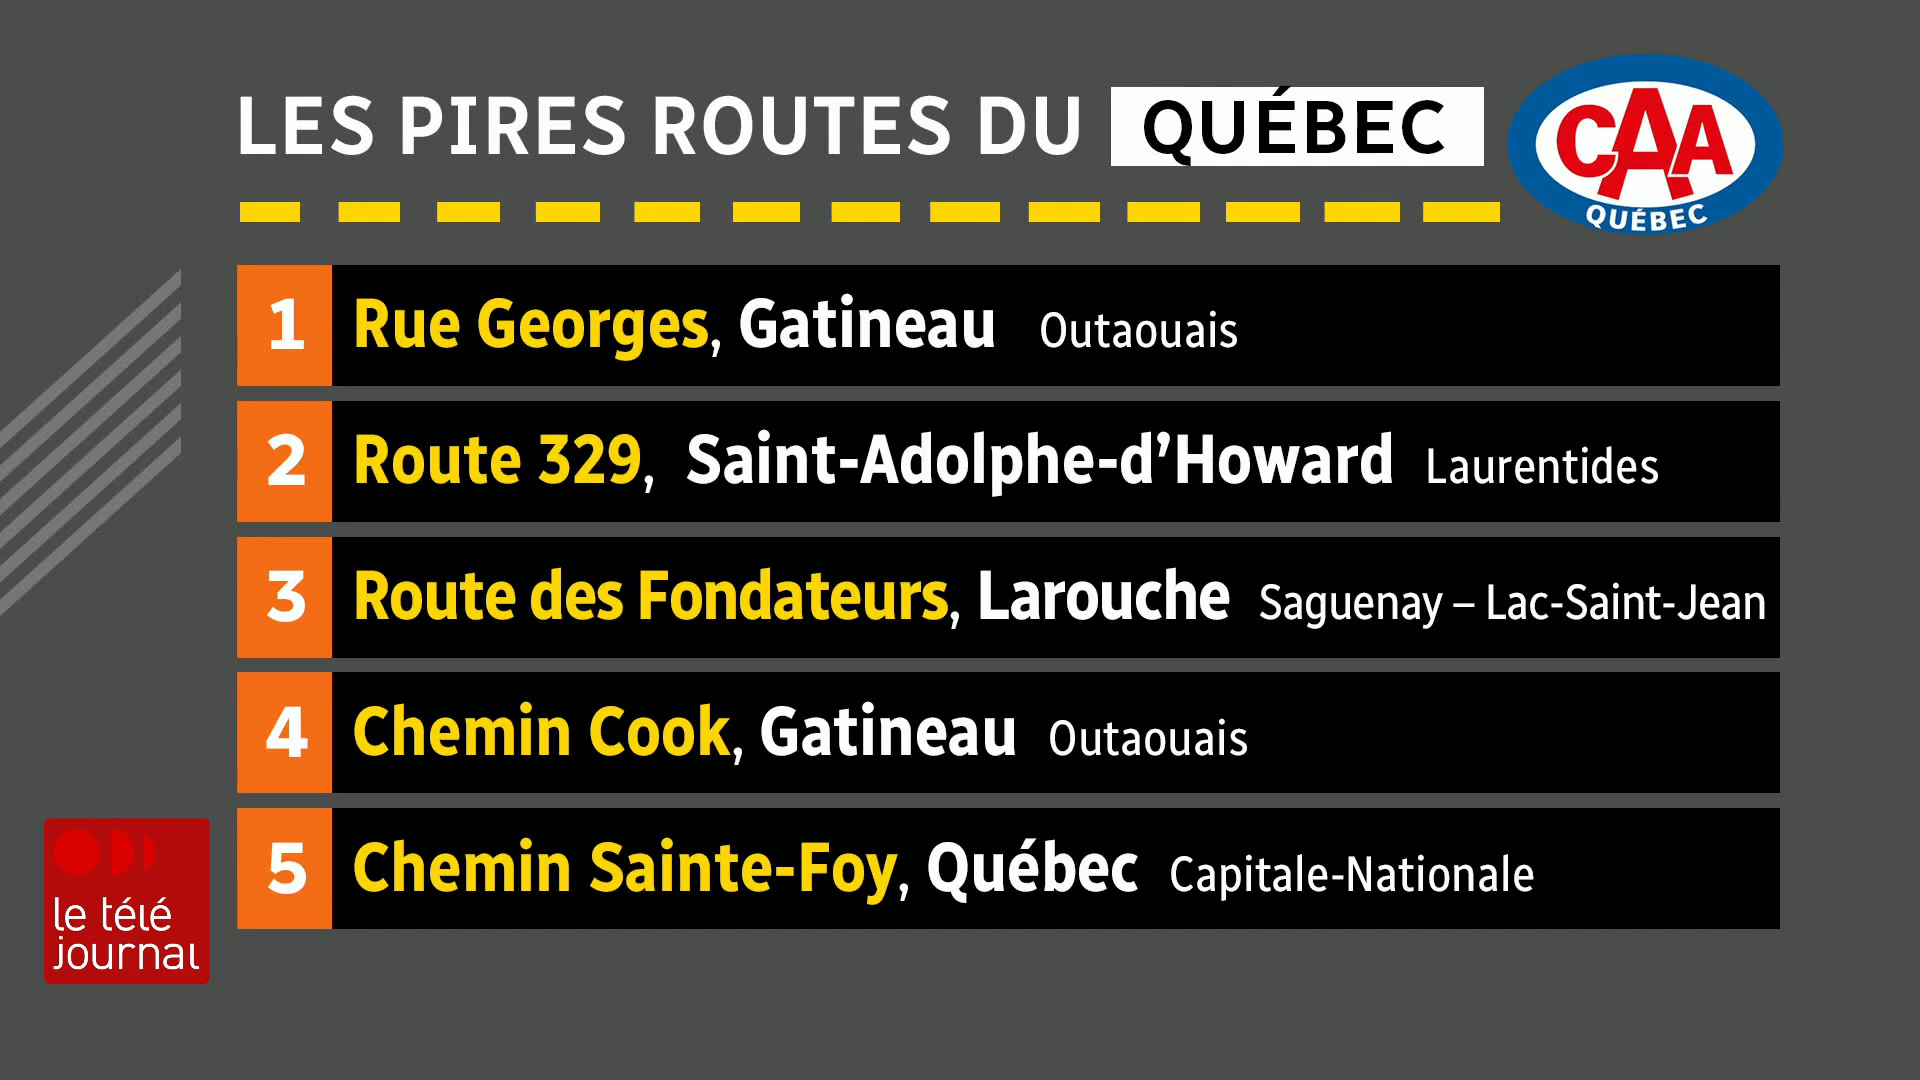 LES PIRES ROUTES DU QUÉBEC
CAA
QUÉBEC
1 Rue Georges, Gatineau Outaouais
2 Route 329, Saint-Adolphe-d’Howard Laurentides
3 Route des Fondateurs, Larouche Saguenay – Lac-Saint-Jean
4 Chemin Cook, Gatineau Outaouais
5 Chemin Sainte-Foy, Québec Capitale-Nationale
le télé
journal